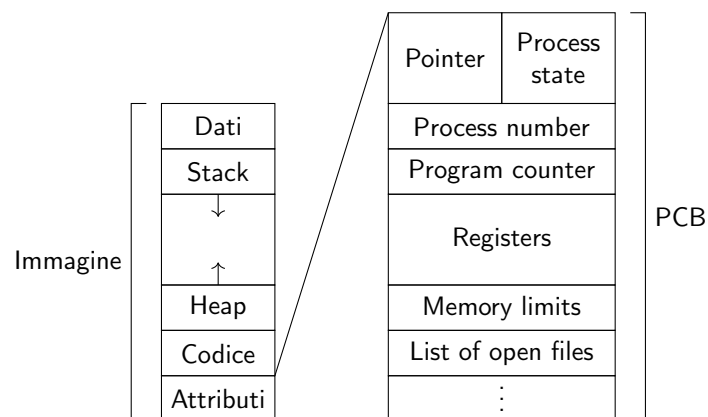 Immagine
Dati
Stack
Heap
Codice
Attributi
Pointer
Process
state
Process number
Program counter
Registers
Memory limits
List of open files
⋮
PCB